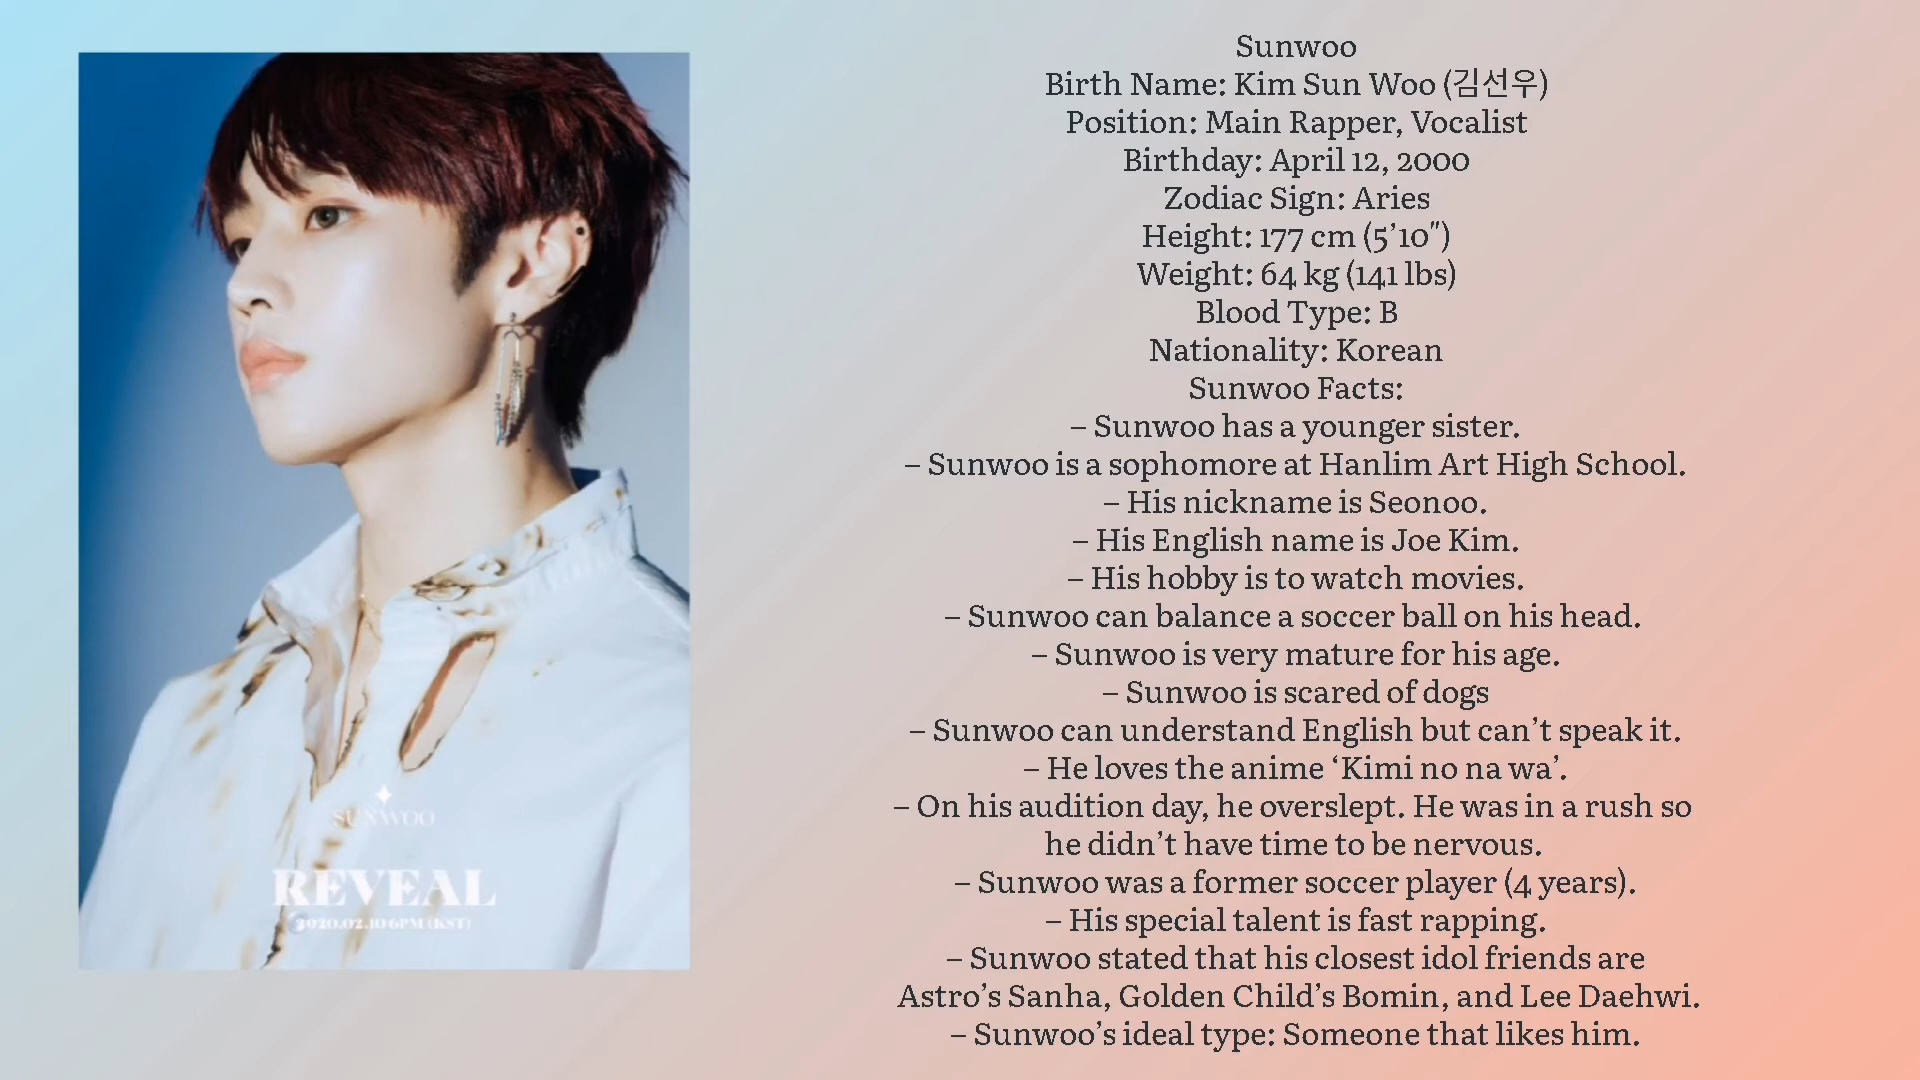 Sunwoo
Birth Name: Kim Sun Woo (김선우)
Position: Main Rapper, Vocalist
Birthday: April 12, 2000
Zodiac Sign: Aries
Height: 177 cm (5’10″)
Weight: 64 kg (141 lbs)
Blood Type: B
Nationality: Korean
Sunwoo Facts:
– Sunwoo has a younger sister.
– Sunwoo is a sophomore at Hanlim Art High School.
– His nickname is Seonoo.
– His English name is Joe Kim.
– His hobby is to watch movies.
– Sunwoo can balance a soccer ball on his head.
– Sunwoo is very mature for his age.
– Sunwoo is scared of dogs
– Sunwoo can understand English but can’t speak it.
– He loves the anime ‘Kimi no na wa’.
– On his audition day, he overslept. He was in a rush so
he didn’t have time to be nervous.
– Sunwoo was a former soccer player (4 years).
– His special talent is fast rapping.
– Sunwoo stated that his closest idol friends are
Astro’s Sanha, Golden Child’s Bomin, and Lee Daehwi.
– Sunwoo’s ideal type: Someone that likes him.
SUNWOO
REVEAL
2020.02.10 6PM (KST)